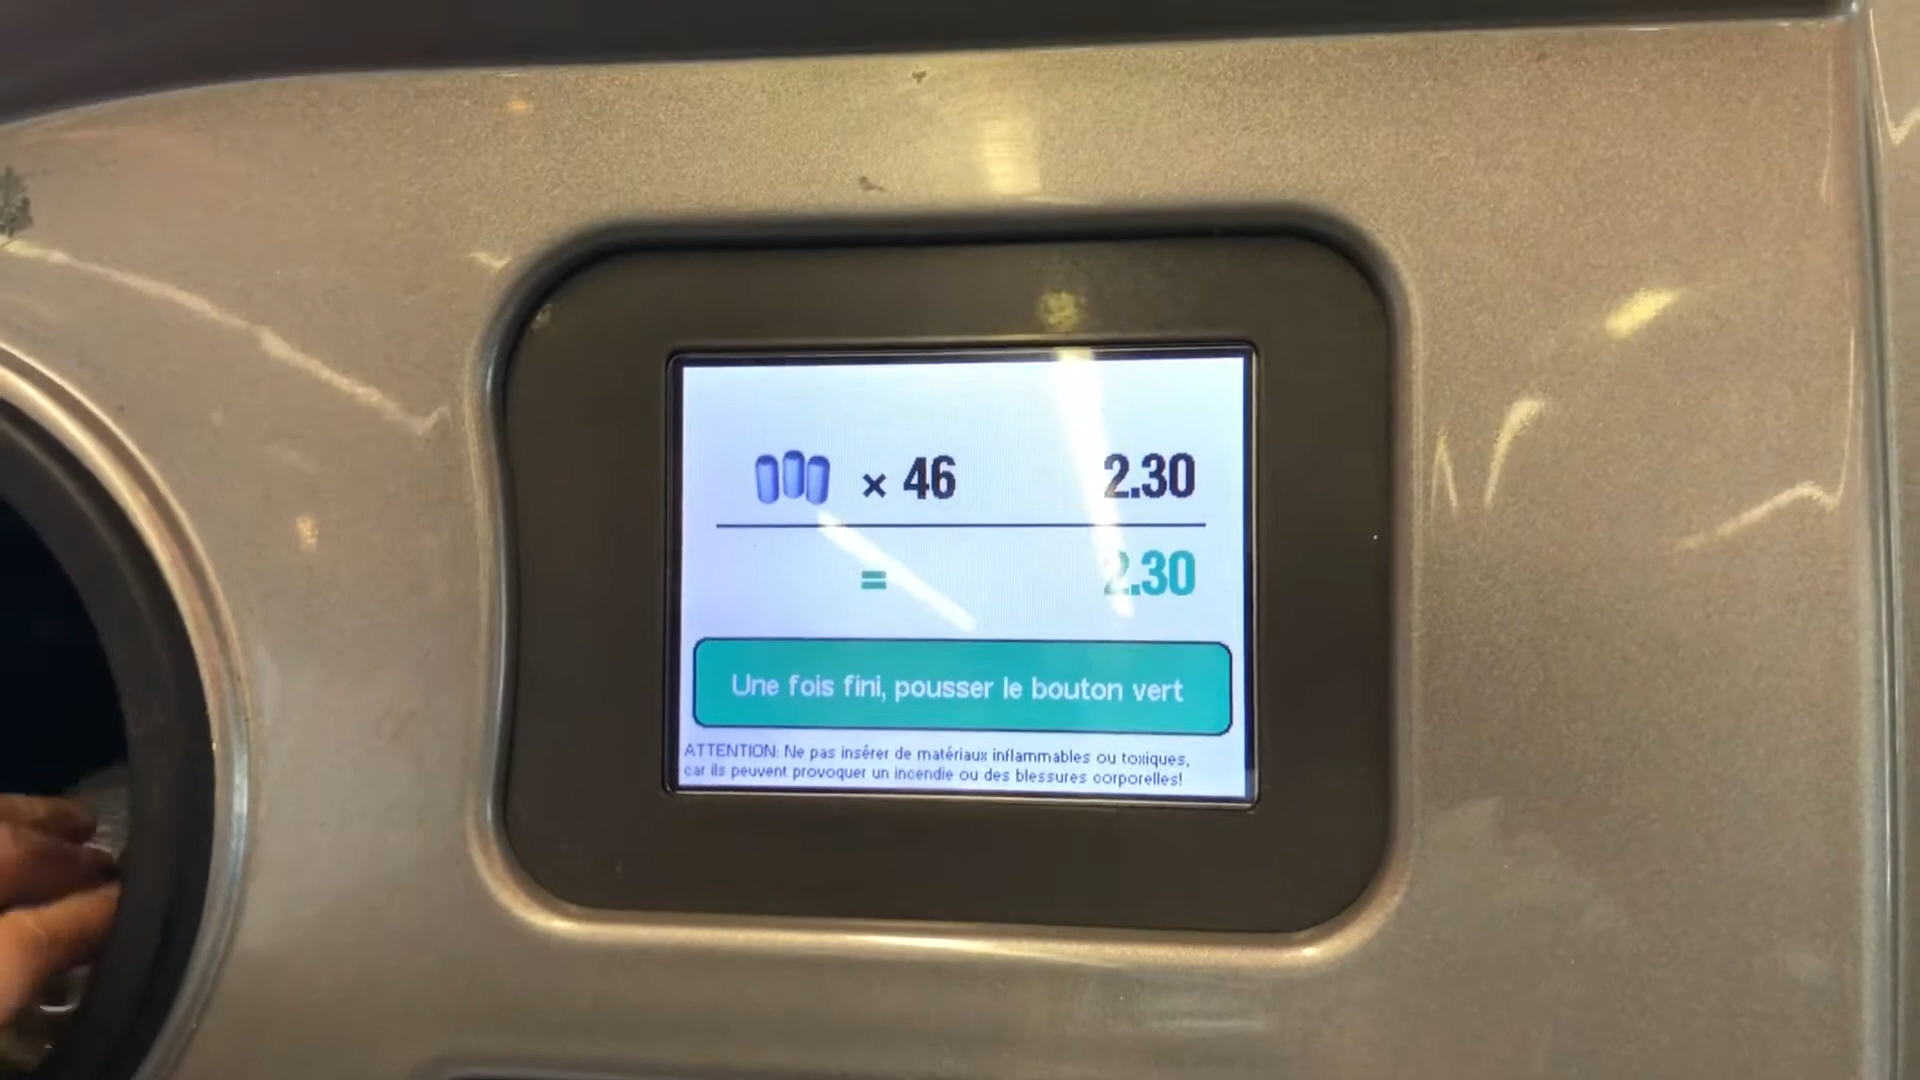 × 46 2.30
= 2.30
Une fois fini, pousser le bouton vert
ATTENTION: Ne pas insérer de matériaux inflammables ou toxiques,
car ils peuvent provoquer un incendie ou des blessures corporelles!